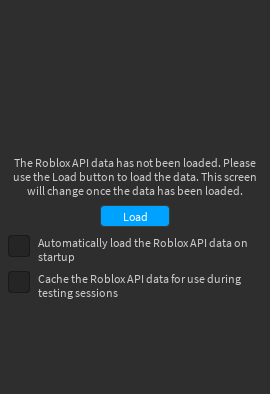 The Roblox API data has not been loaded. Please
use the Load button to load the data. This screen
will change once the data has been loaded.
Load
Automatically load the Roblox API data on
startup
Cache the Roblox API data for use during
testing sessions